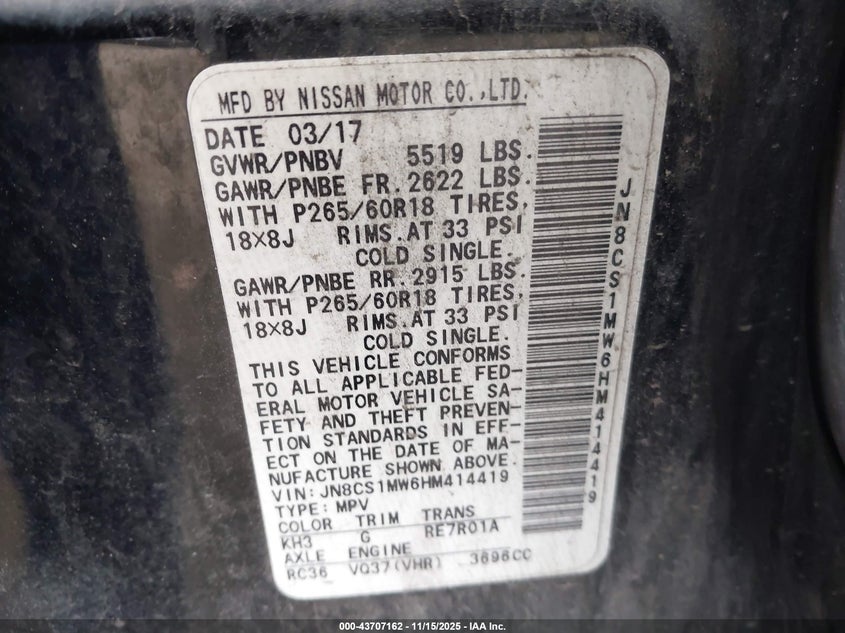 MFD BY NISSAN MOTOR CO.,LTD.
DATE 03/17
GVWR/PNBV 5519 LBS.
GAWR/PNBE FR. 2622 LBS.
WITH P265/60R18 TIRES,
18×8J RIMS.AT 33 PSI
COLD SINGLE.
GAWR/PNBE RR. 2915 LBS.
WITH P265/60R18 TIRES,
18×8J RIMS.AT 33 PSI
COLD SINGLE.
THIS VEHICLE CONFORMS
TO ALL APPLICABLE FED-
ERAL MOTOR VEHICLE SA-
FETY AND THEFT PREVEN-
TION STANDARDS IN EFF-
ECT ON THE DATE OF MA-
NUFACTURE SHOWN ABOVE.
VIN: JN8CS1MW6HM414419
TYPE: MPV
COLOR TRIM TRANS
KH3 G RE7R01A
AXLE ENGINE
RC36 VQ37(VHR) 3696CC
JN8CS1MW6HM414419
000-43707162 - 11/15/2025 - IAA Inc.